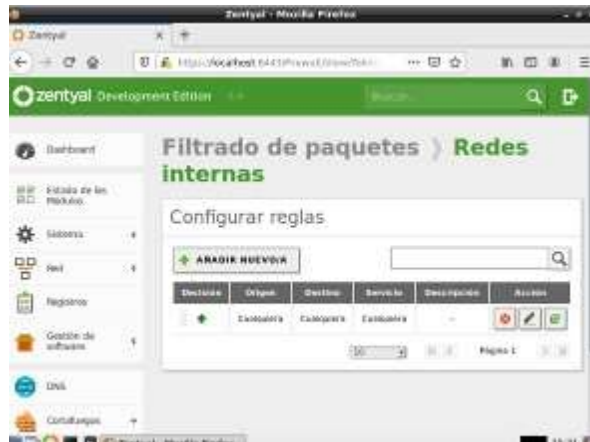 Zentyal - Mozilla Firefox
Zentyal
zentyal Development Edition
Buscar...
Dashboard
Estado de los
Módulos
Sistema
Red
Registros
Gestión de
software
DNS
Cortafuegos
Filtrado de paquetes Redes
internas
Configurar reglas
AÑADIR NUEVO/A
Decisión Origen Destino Servicio Descripción Acción
Cualquiera Cualquiera Cualquiera -
10
Página 1